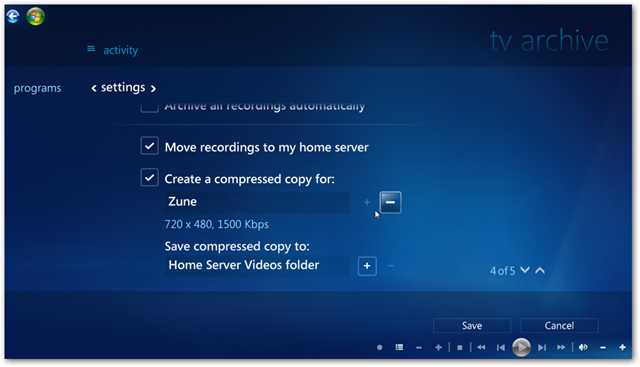 tv archive
activity
programs
settings
Archive all recordings automatically
Move recordings to my home server
Create a compressed copy for:
Zune
720 x 480, 1500 Kbps
Save compressed copy to:
Home Server Videos folder
4 of 5
Save Cancel